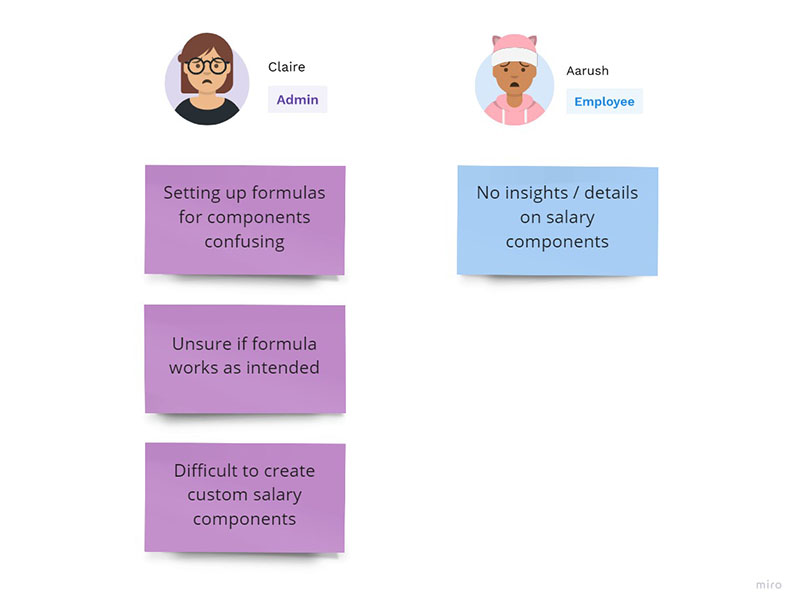 Claire
Admin
Setting up formulas
for components
confusing
Unsure if formula
works as intended
Difficult to create
custom salary
components
Aarush
Employee
No insights / details
on salary
components
miro